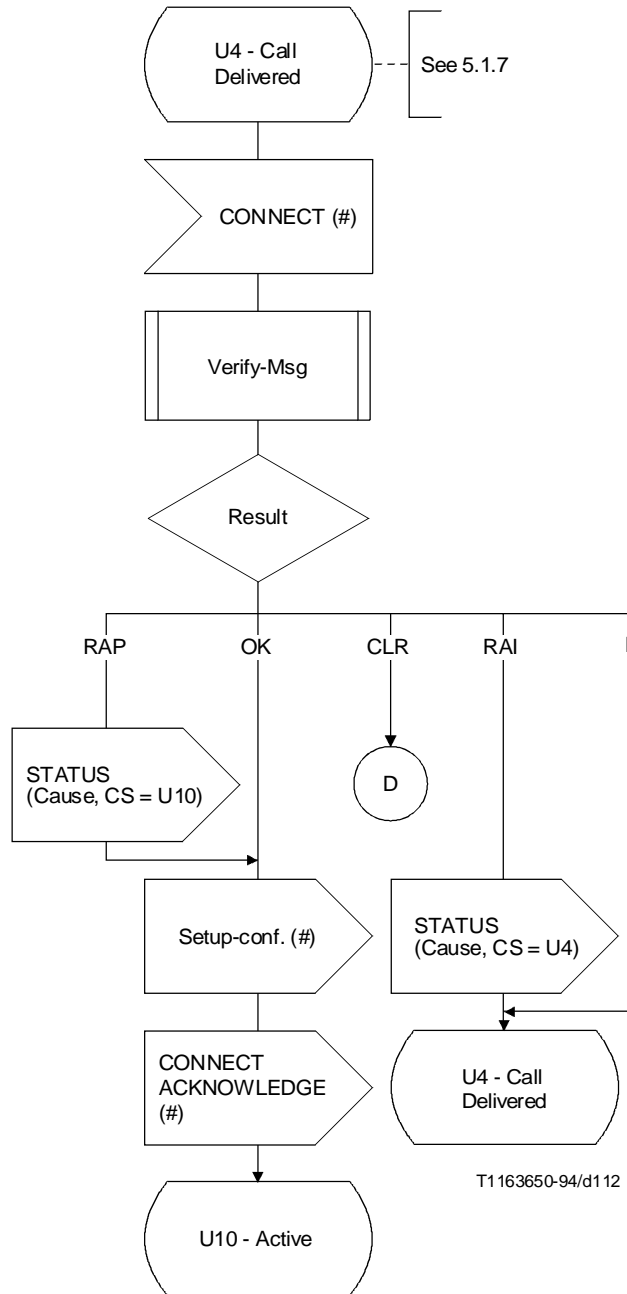 U4 - Call
Delivered
See 5.1.7
CONNECT (#)
Verify-Msg
Result
RAP
OK
CLR
RAI
STATUS
(Cause, CS = U10)
D
Setup-conf. (#)
STATUS
(Cause, CS = U4)
CONNECT
ACKNOWLEDGE
(#)
U4 - Call
Delivered
T1163650-94/d112
U10 - Active